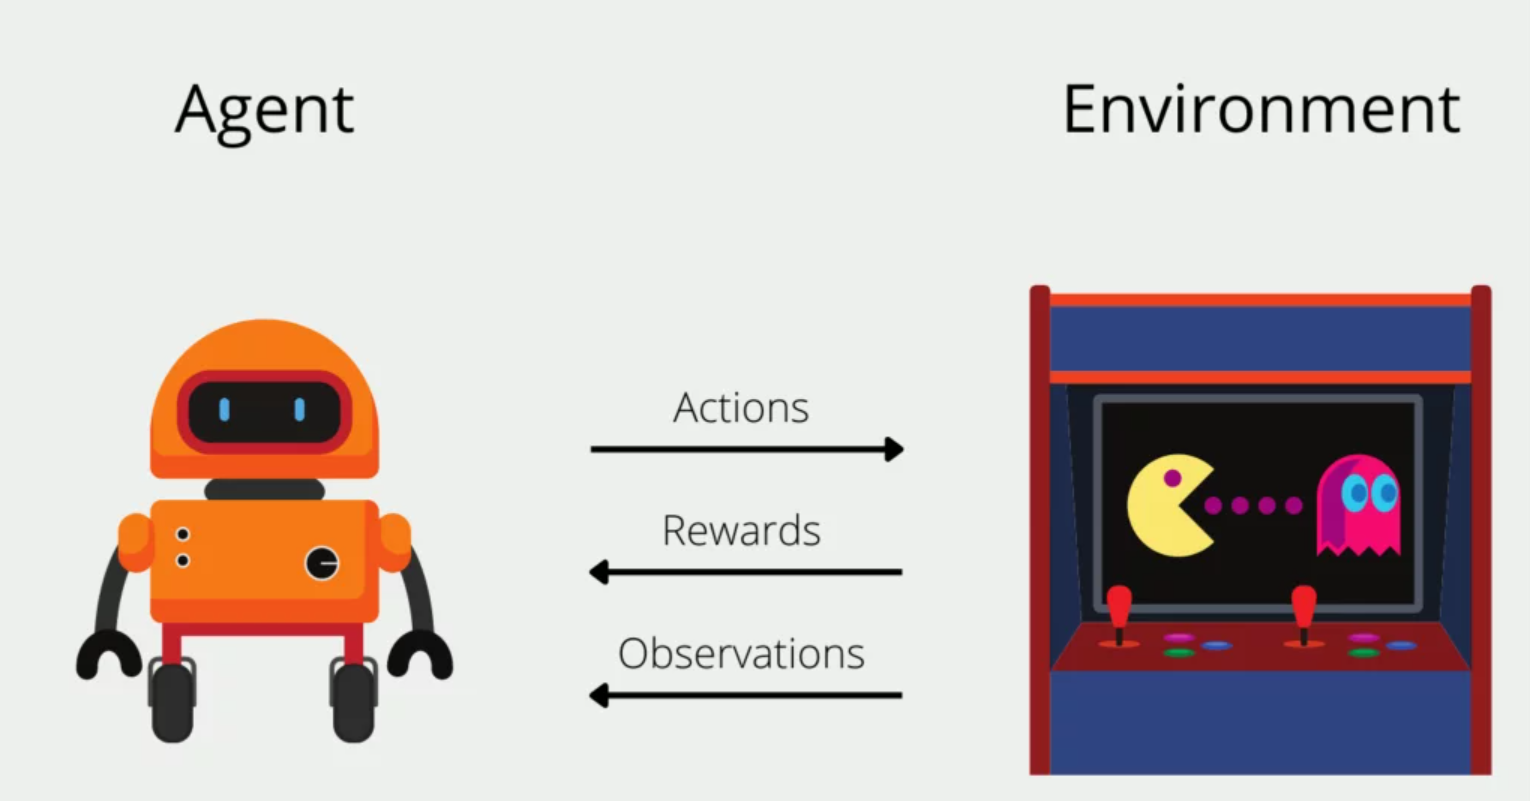 Agent
Environment
Actions
Rewards
Observations